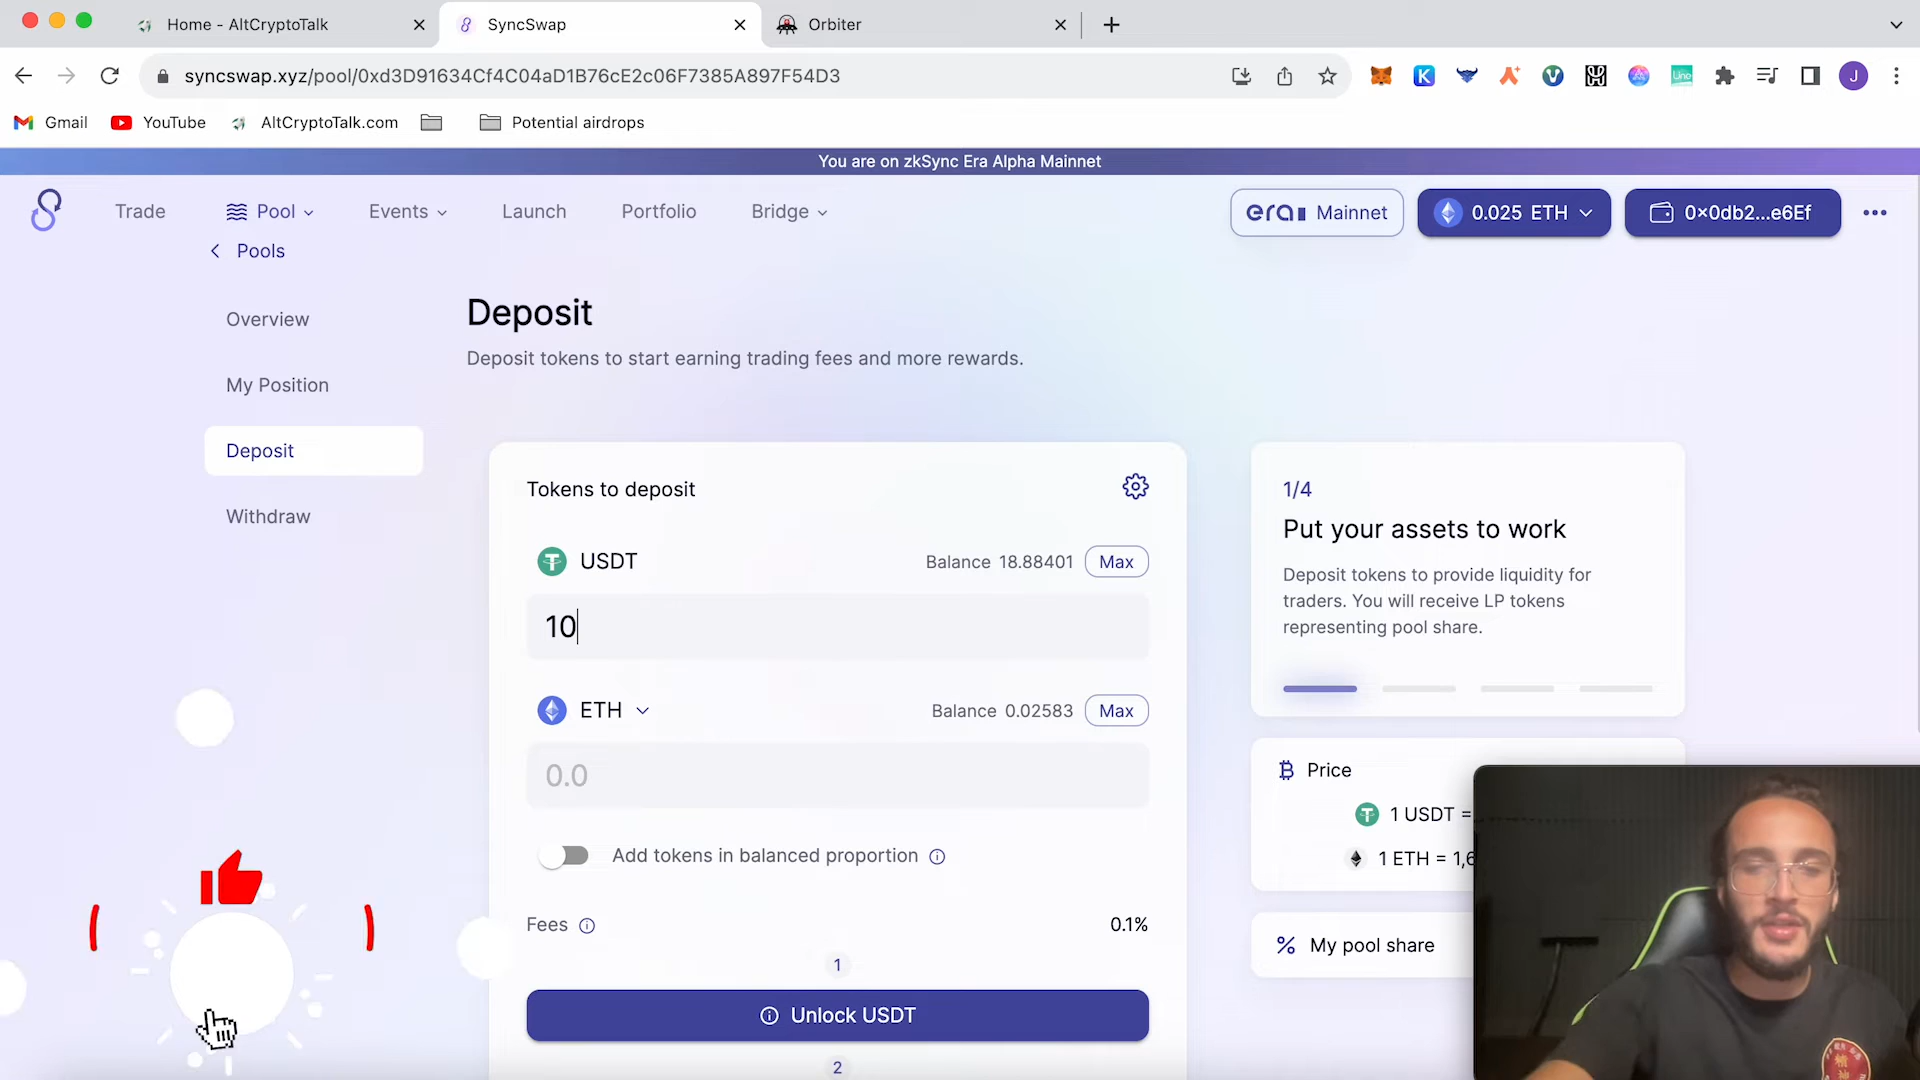 Home - AltCryptoTalk
SyncSwap
Orbiter
syncswap.xyz/pool/0xd3D91634Cf4C04aD1B76cE2c06F7385A897F54D3
Lino
J
Gmail
YouTube
AltCryptoTalk.com
Potential airdrops
You are on zkSync Era Alpha Mainnet
Trade
Pool
Events
Launch
Portfolio
Bridge
era Mainnet
0.025 ETH
0×0db2...e6Ef
Pools
Overview
My Position
Deposit
Withdraw
Deposit
Deposit tokens to start earning trading fees and more rewards.
Tokens to deposit
USDT
Balance 18.88401
Max
10
ETH
Balance 0.02583
Max
0.0
Add tokens in balanced proportion
Fees
0.1%
1
Unlock USDT
2
1/4
Put your assets to work
Deposit tokens to provide liquidity for
traders. You will receive LP tokens
representing pool share.
Price
1 USDT =
1 ETH = 1,6
My pool share